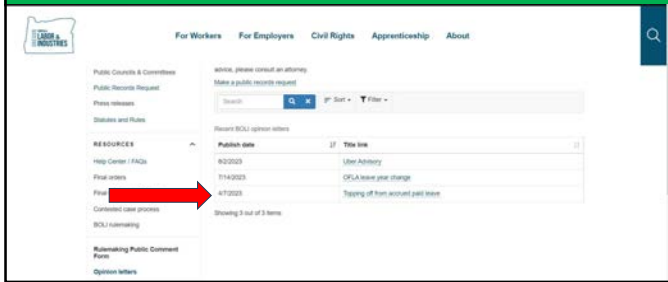 LABOR &
INDUSTRIES
For Workers For Employers Civil Rights Apprenticeship About
Public Councils & Committees
Public Records Request
Press releases
Statutes and Rules
RESOURCES
Help Center / FAQs
Final orders
Final
Contested case process
BOLI rulemaking
Rulemaking Public Comment
Form
Opinion letters
advice, please consult an attorney.
Make a public records request
Search Sort Filter
Recent BOLI opinion letters
Publish date Title link
Uber Advisory
7/14/2023 OFLA leave year change
4/7/2023 Topping off from accrued paid leave
Showing 3 out of 3 items